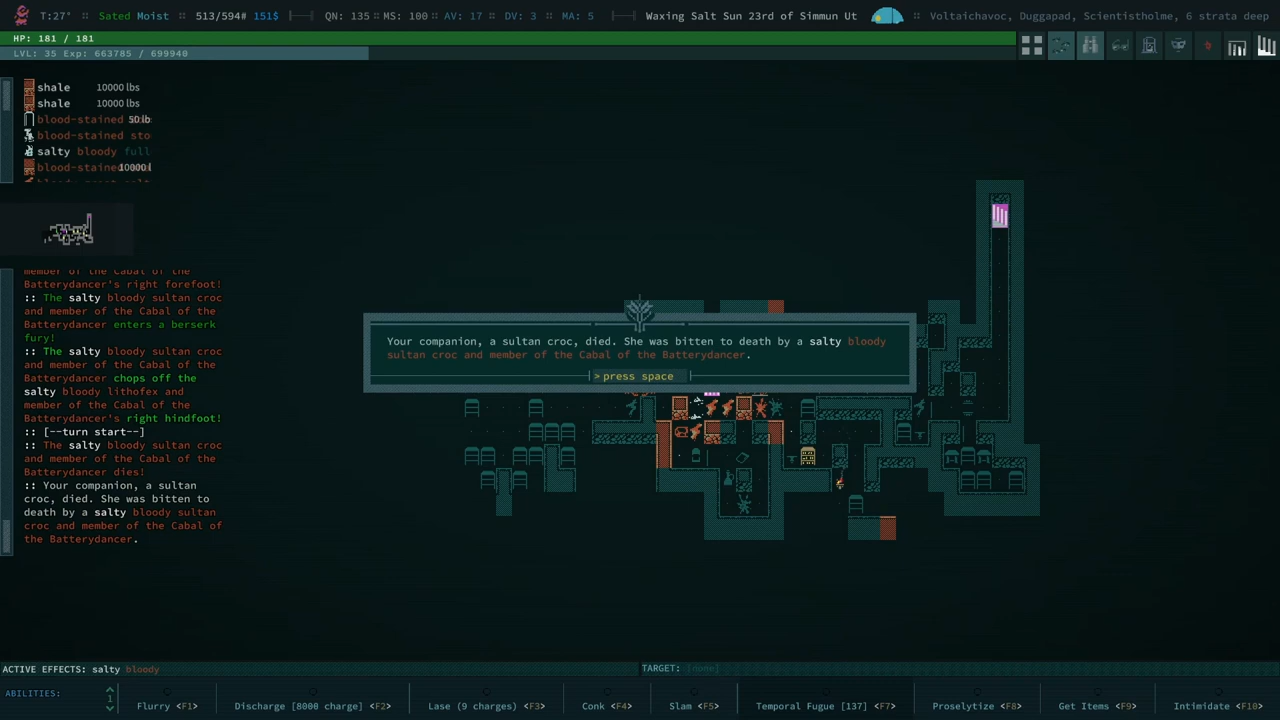 T:27° :: Sated Moist :: 513/594# 151$ QN: 135 :: MS: 100 :: AV: 17 :: DV: 3 :: MA: 5 Waxing Salt Sun 23rd of Simmun Ut :: Voltaichavoc, Duggapad, Scientistholme, 6 strata deep
HP: 181 / 181
LVL: 35 Exp: 663785 / 699940
shale 10000 lbs
shale 10000 lbs
blood-stained 50 lb
blood-stained sto
salty bloody full
blood-stained 10000 l
member of the Cabal of the
Batterydancer's right forefoot!
:: The salty bloody sultan croc
and member of the Cabal of the
Batterydancer enters a berserk
fury!
:: The salty bloody sultan croc
and member of the Cabal of the
Batterydancer chops off the
salty bloody lithofex and
member of the Cabal of the
Batterydancer's right hindfoot!
:: [--turn start--]
:: The salty bloody sultan croc
and member of the Cabal of the
Batterydancer dies!
:: Your companion, a sultan
croc, died. She was bitten to
death by a salty bloody sultan
croc and member of the Cabal of
the Batterydancer.
Your companion, a sultan croc, died. She was bitten to death by a salty bloody
sultan croc and member of the Cabal of the Batterydancer.
> press space
ACTIVE EFFECTS: salty bloody
TARGET: [none]
ABILITIES: 1 Flurry <F1> Discharge [8000 charge] <F2> Lase (9 charges) <F3> Conk <F4> Slam <F5> Temporal Fugue [137] <F7> Proselytize <F8> Get Items <F9> Intimidate <F10>